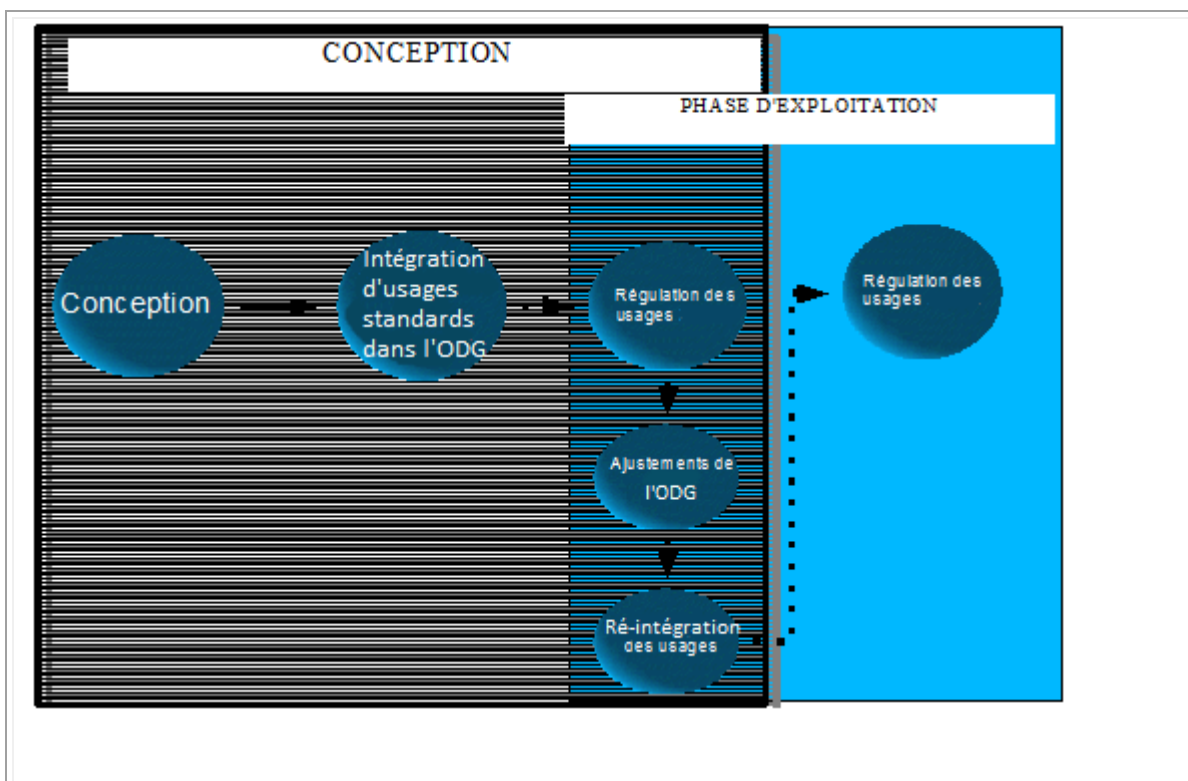 CONCEPTION
PHASE D'EXPLOITATION
Conception
Intégration
d'usages
standards
dans l'ODG
Régulation des
usages
Régulation des
usages
Ajustements de
l'ODG
Ré-intégration
des usages